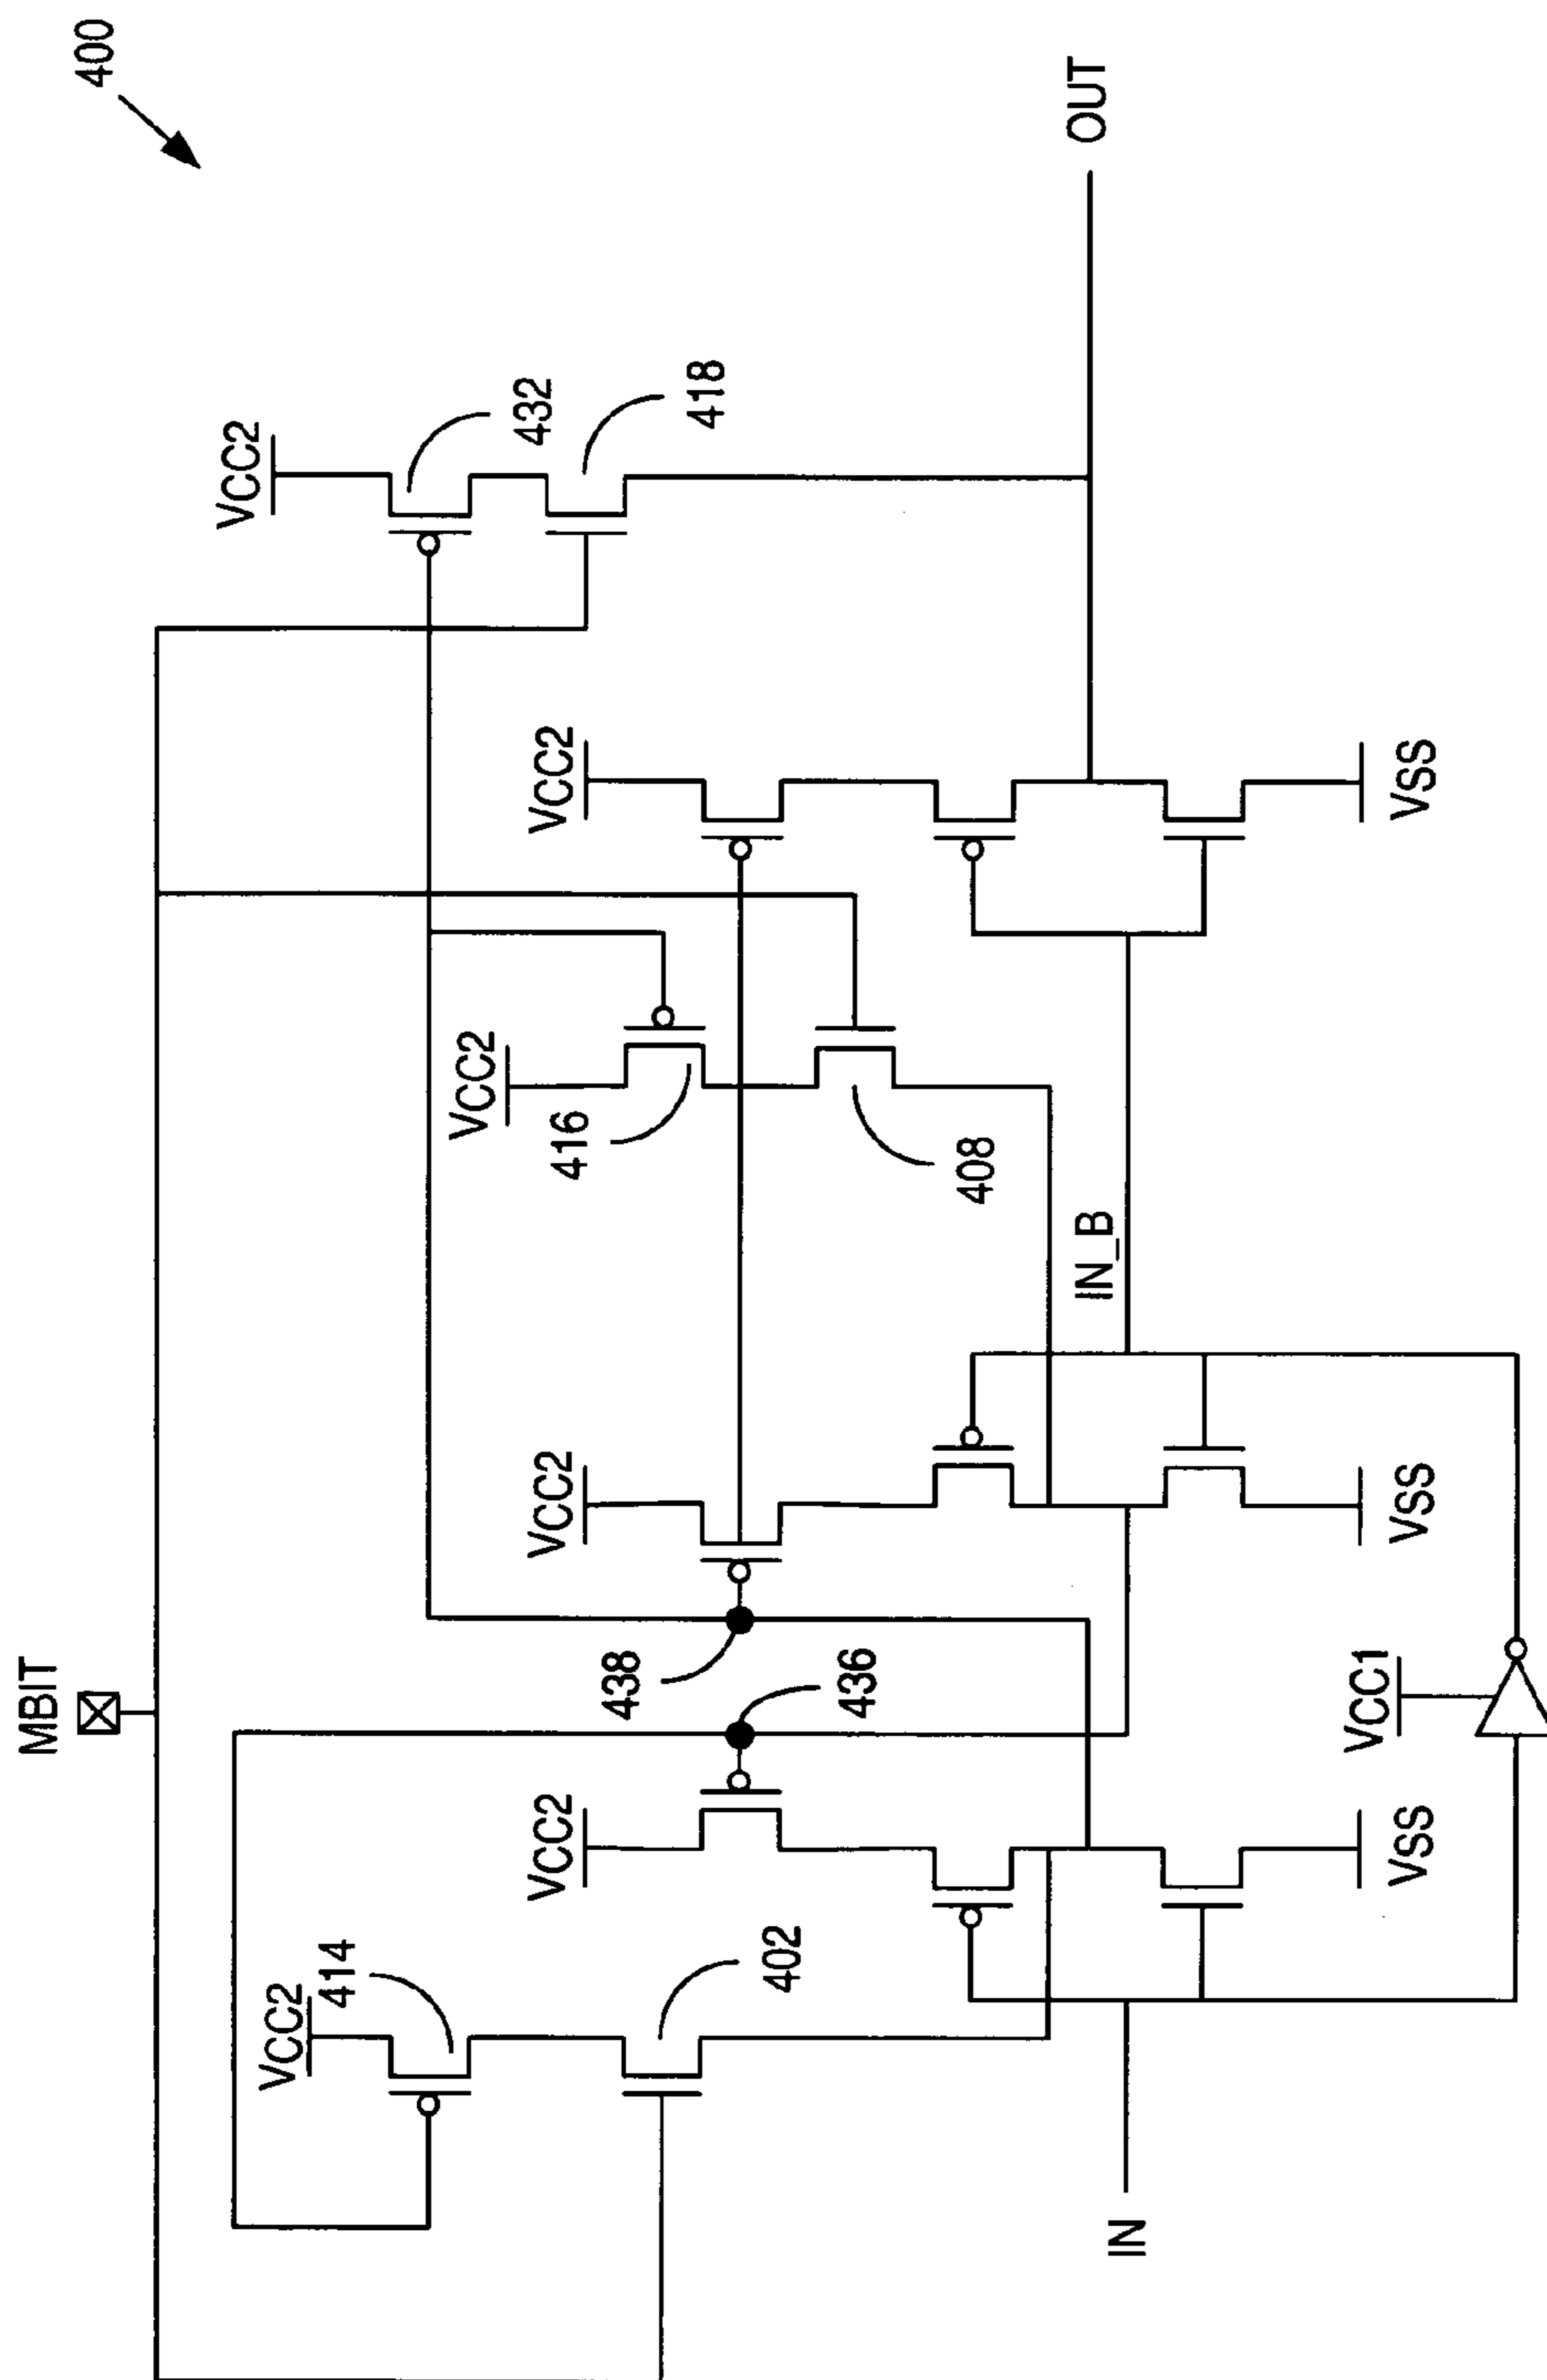 400
MBIT
VCC2
432
418
OUT
VCC2
VSS
VCC2
416
408
IN_B
VCC2
VSS
438
436
VCC1
VCC2
VSS
VCC2
414
402
IN